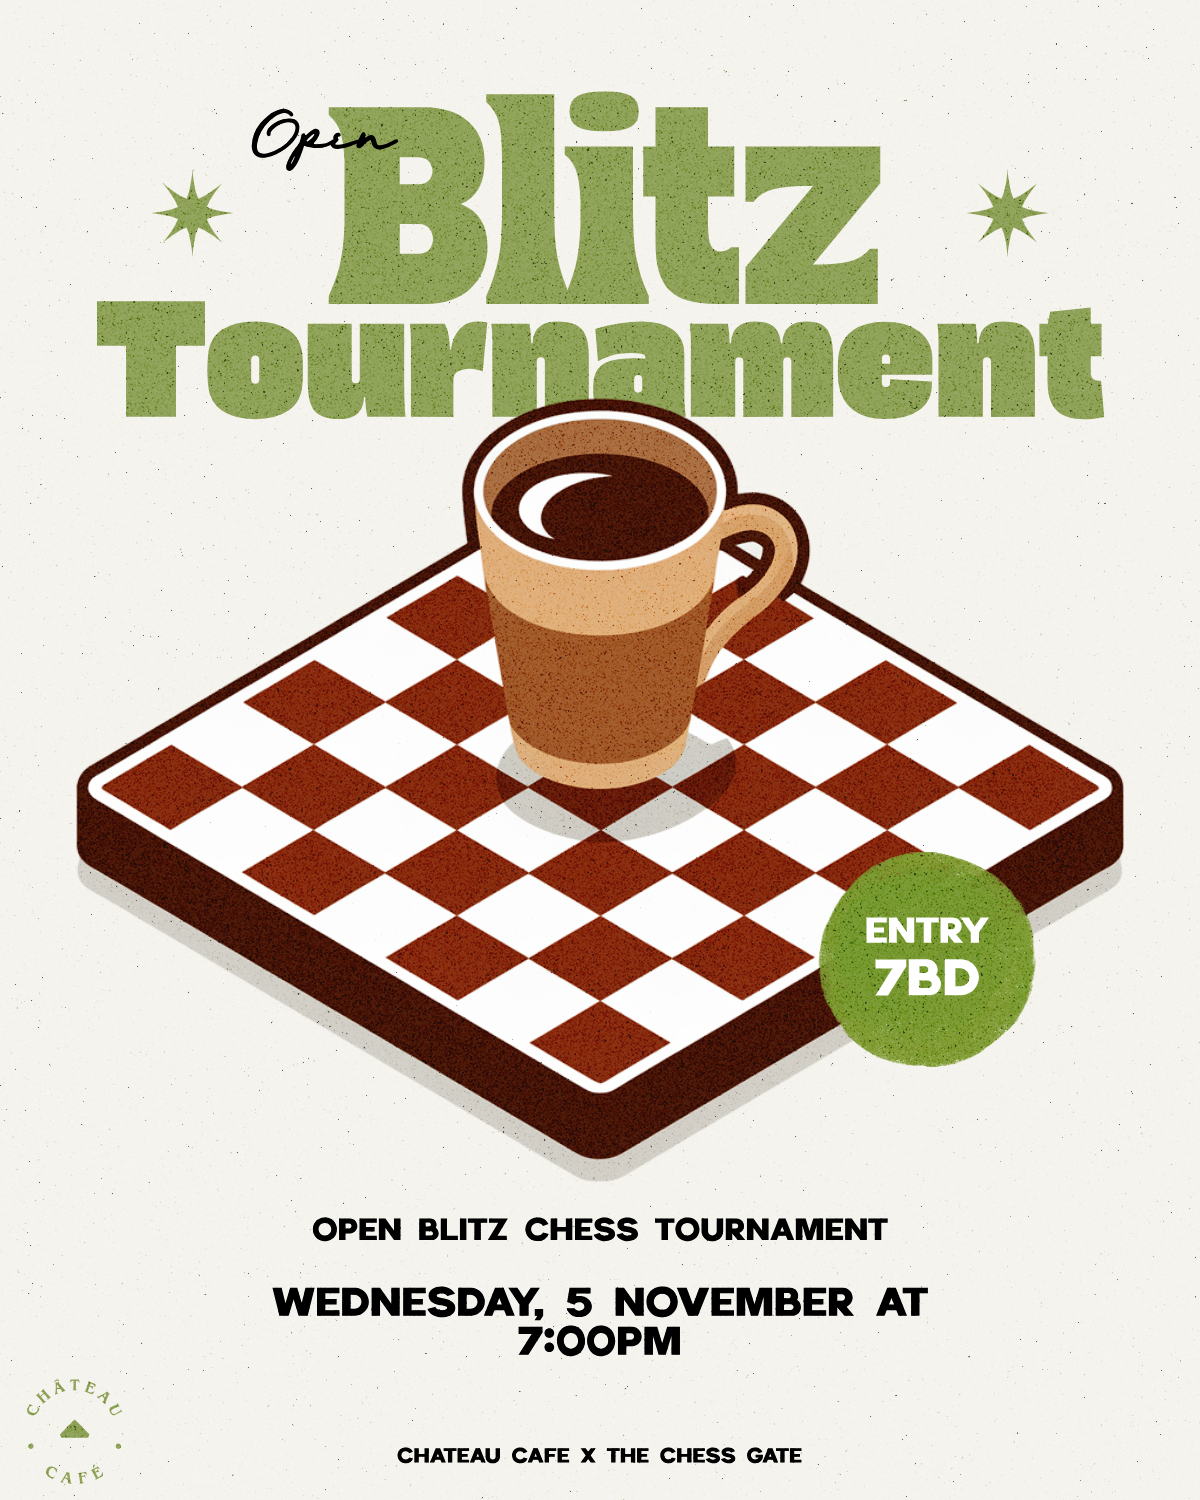 Open
Blitz
Tournament
ENTRY
7BD
OPEN BLITZ CHESS TOURNAMENT
WEDNESDAY, 5 NOVEMBER AT
7:00PM
CHÂTEAU
CAFÉ
CHATEAU CAFE X THE CHESS GATE